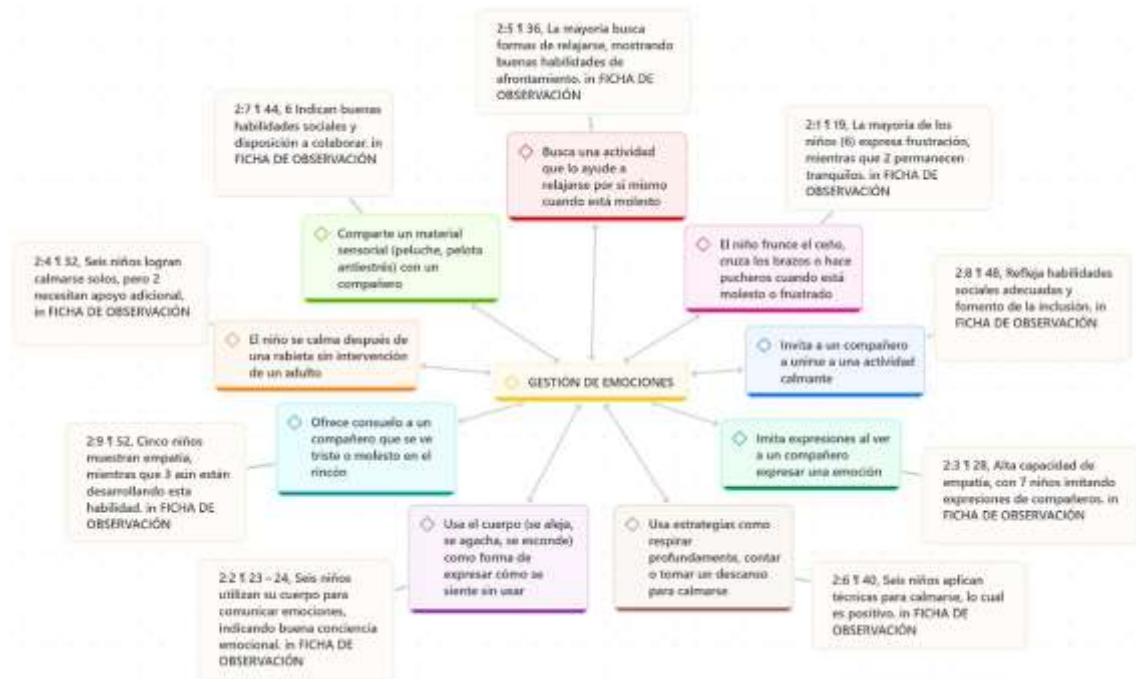 2:5 ¶ 36, La mayoría busca
formas de relajarse, mostrando
buenas habilidades de
afrontamiento. in FICHA DE
OBSERVACIÓN
2:7 ¶ 44, 6 Indican buenas
habilidades sociales y
disposición a colaborar. in
FICHA DE OBSERVACIÓN
2:1 ¶ 19, La mayoría de los
niños (6) expresa frustración,
mientras que 2 permanecen
tranquilos. in FICHA DE
OBSERVACIÓN
Busca una actividad
que lo ayude a
relajarse por si mismo
cuando está molesto
Comparte un material
sensorial (peluche, pelota
antiestrés) con un
compañero
El niño frunce el ceño,
cruza los brazos o hace
pucheros cuando está
molesto o frustrado
2:4 ¶ 32, Seis niños logran
calmarse solos, pero 2
necesitan apoyo adicional.
in FICHA DE OBSERVACIÓN
2:8 ¶ 48, Refleja habilidades
sociales adecuadas y
fomento de la inclusión. in
FICHA DE OBSERVACIÓN
El niño se calma después de
una rabieta sin intervención
de un adulto
Invita a un compañero
a unirse a una actividad
calmante
GESTIÓN DE EMOCIONES
Ofrece consuelo a un
compañero que se ve
triste o molesto en el
rincón
Imita expresiones al ver
a un compañero
expresar una emoción
2:9 ¶ 52, Cinco niños
muestran empatía,
mientras que 3 aún están
desarrollando esta
habilidad. in FICHA DE
OBSERVACIÓN
2:3 ¶ 28, Alta capacidad de
empatía, con 7 niños imitando
expresiones de compañeros. in
FICHA DE OBSERVACIÓN
Usa el cuerpo (se aleja,
se agacha, se esconde)
como forma de
expresar cómo se
siente sin usar
Usa estrategias como
respirar
profundamente, contar
o tomar un descanso
para calmarse
2:2 ¶ 23 – 24, Seis niños
utilizan su cuerpo para
comunicar emociones,
indicando buena conciencia
emocional. in FICHA DE
OBSERVACIÓN
2:6 ¶ 40, Seis niños aplican
técnicas para calmarse, lo cual
es positivo. in FICHA DE
OBSERVACIÓN